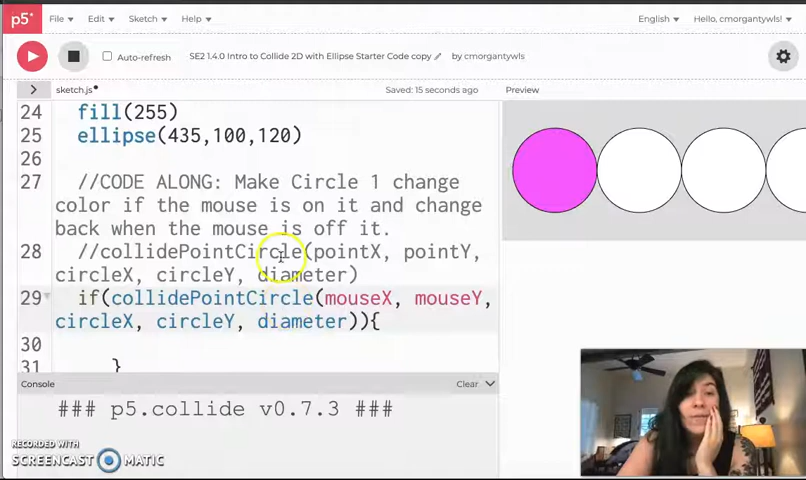 p5* File Edit Sketch Help English Hello, cmorgantywls!
Auto-refresh SE2 1.4.0 Intro to Collide 2D with Ellipse Starter Code copy by cmorgantywls
> sketch.js• Saved: 15 seconds ago Preview
24 fill(255)
25 ellipse(435,100,120)
26
27 //CODE ALONG: Make Circle 1 change
color if the mouse is on it and change
back when the mouse is off it.
28 //collidePointCircle(pointX, pointY,
circleX, circleY, diameter)
29 if(collidePointCircle(mouseX, mouseY,
circleX, circleY, diameter)){
30
31 }
Console Clear
### p5.collide v0.7.3 ###
RECORDED WITH
SCREENCAST MATIC